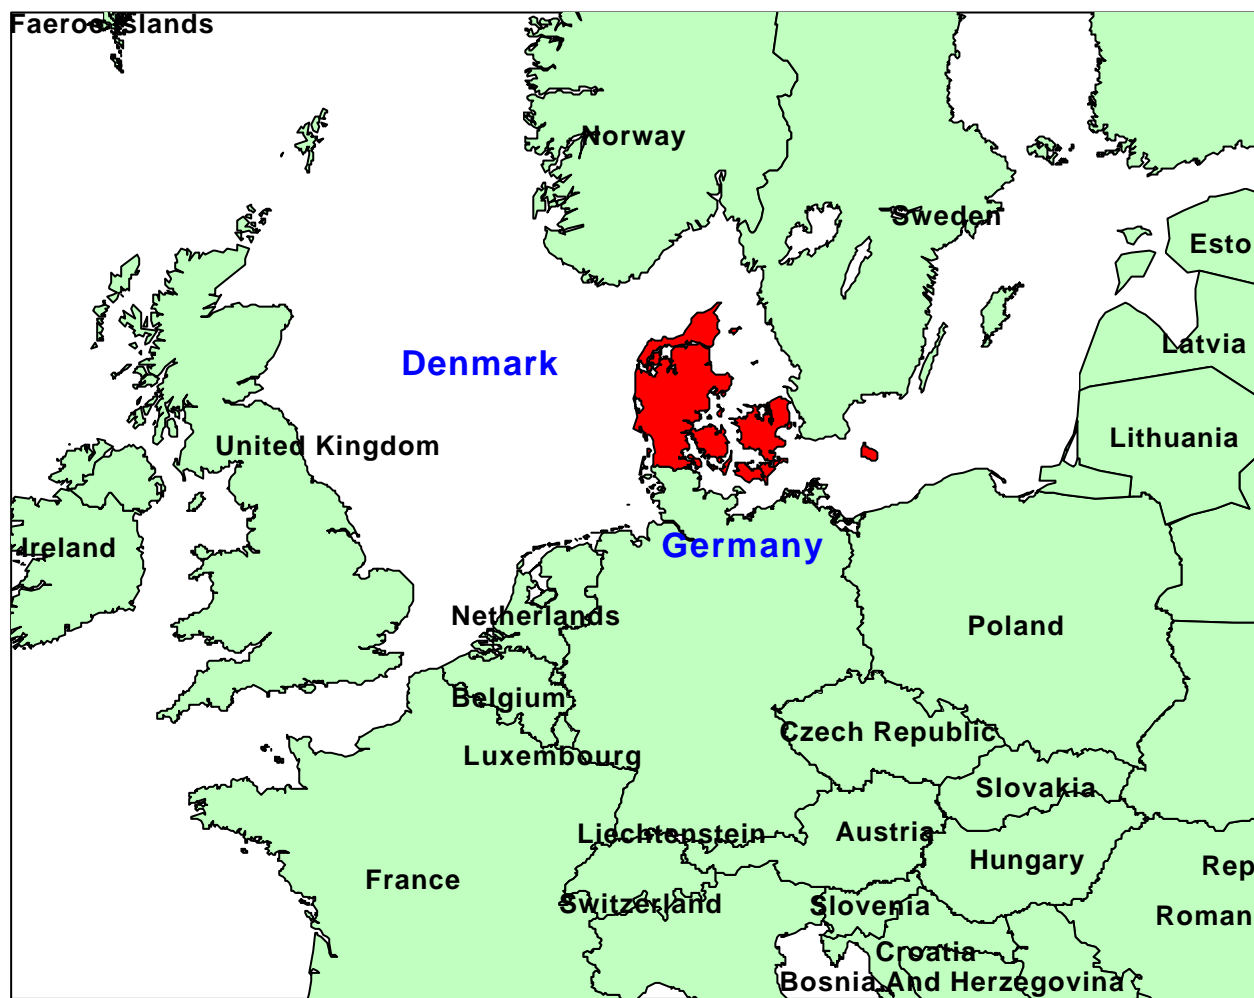 Faeroe Islands
Norway
Sweden
Esto
Latvia
Denmark
Lithuania
United Kingdom
Germany
Ireland
Netherlands
Poland
Belgium
Czech Republic
Luxembourg
Slovakia
Liechtenstein
Austria
Hungary
Rep
France
Switzerland
Slovenia
Roman
Croatia
Bosnia And Herzegovina